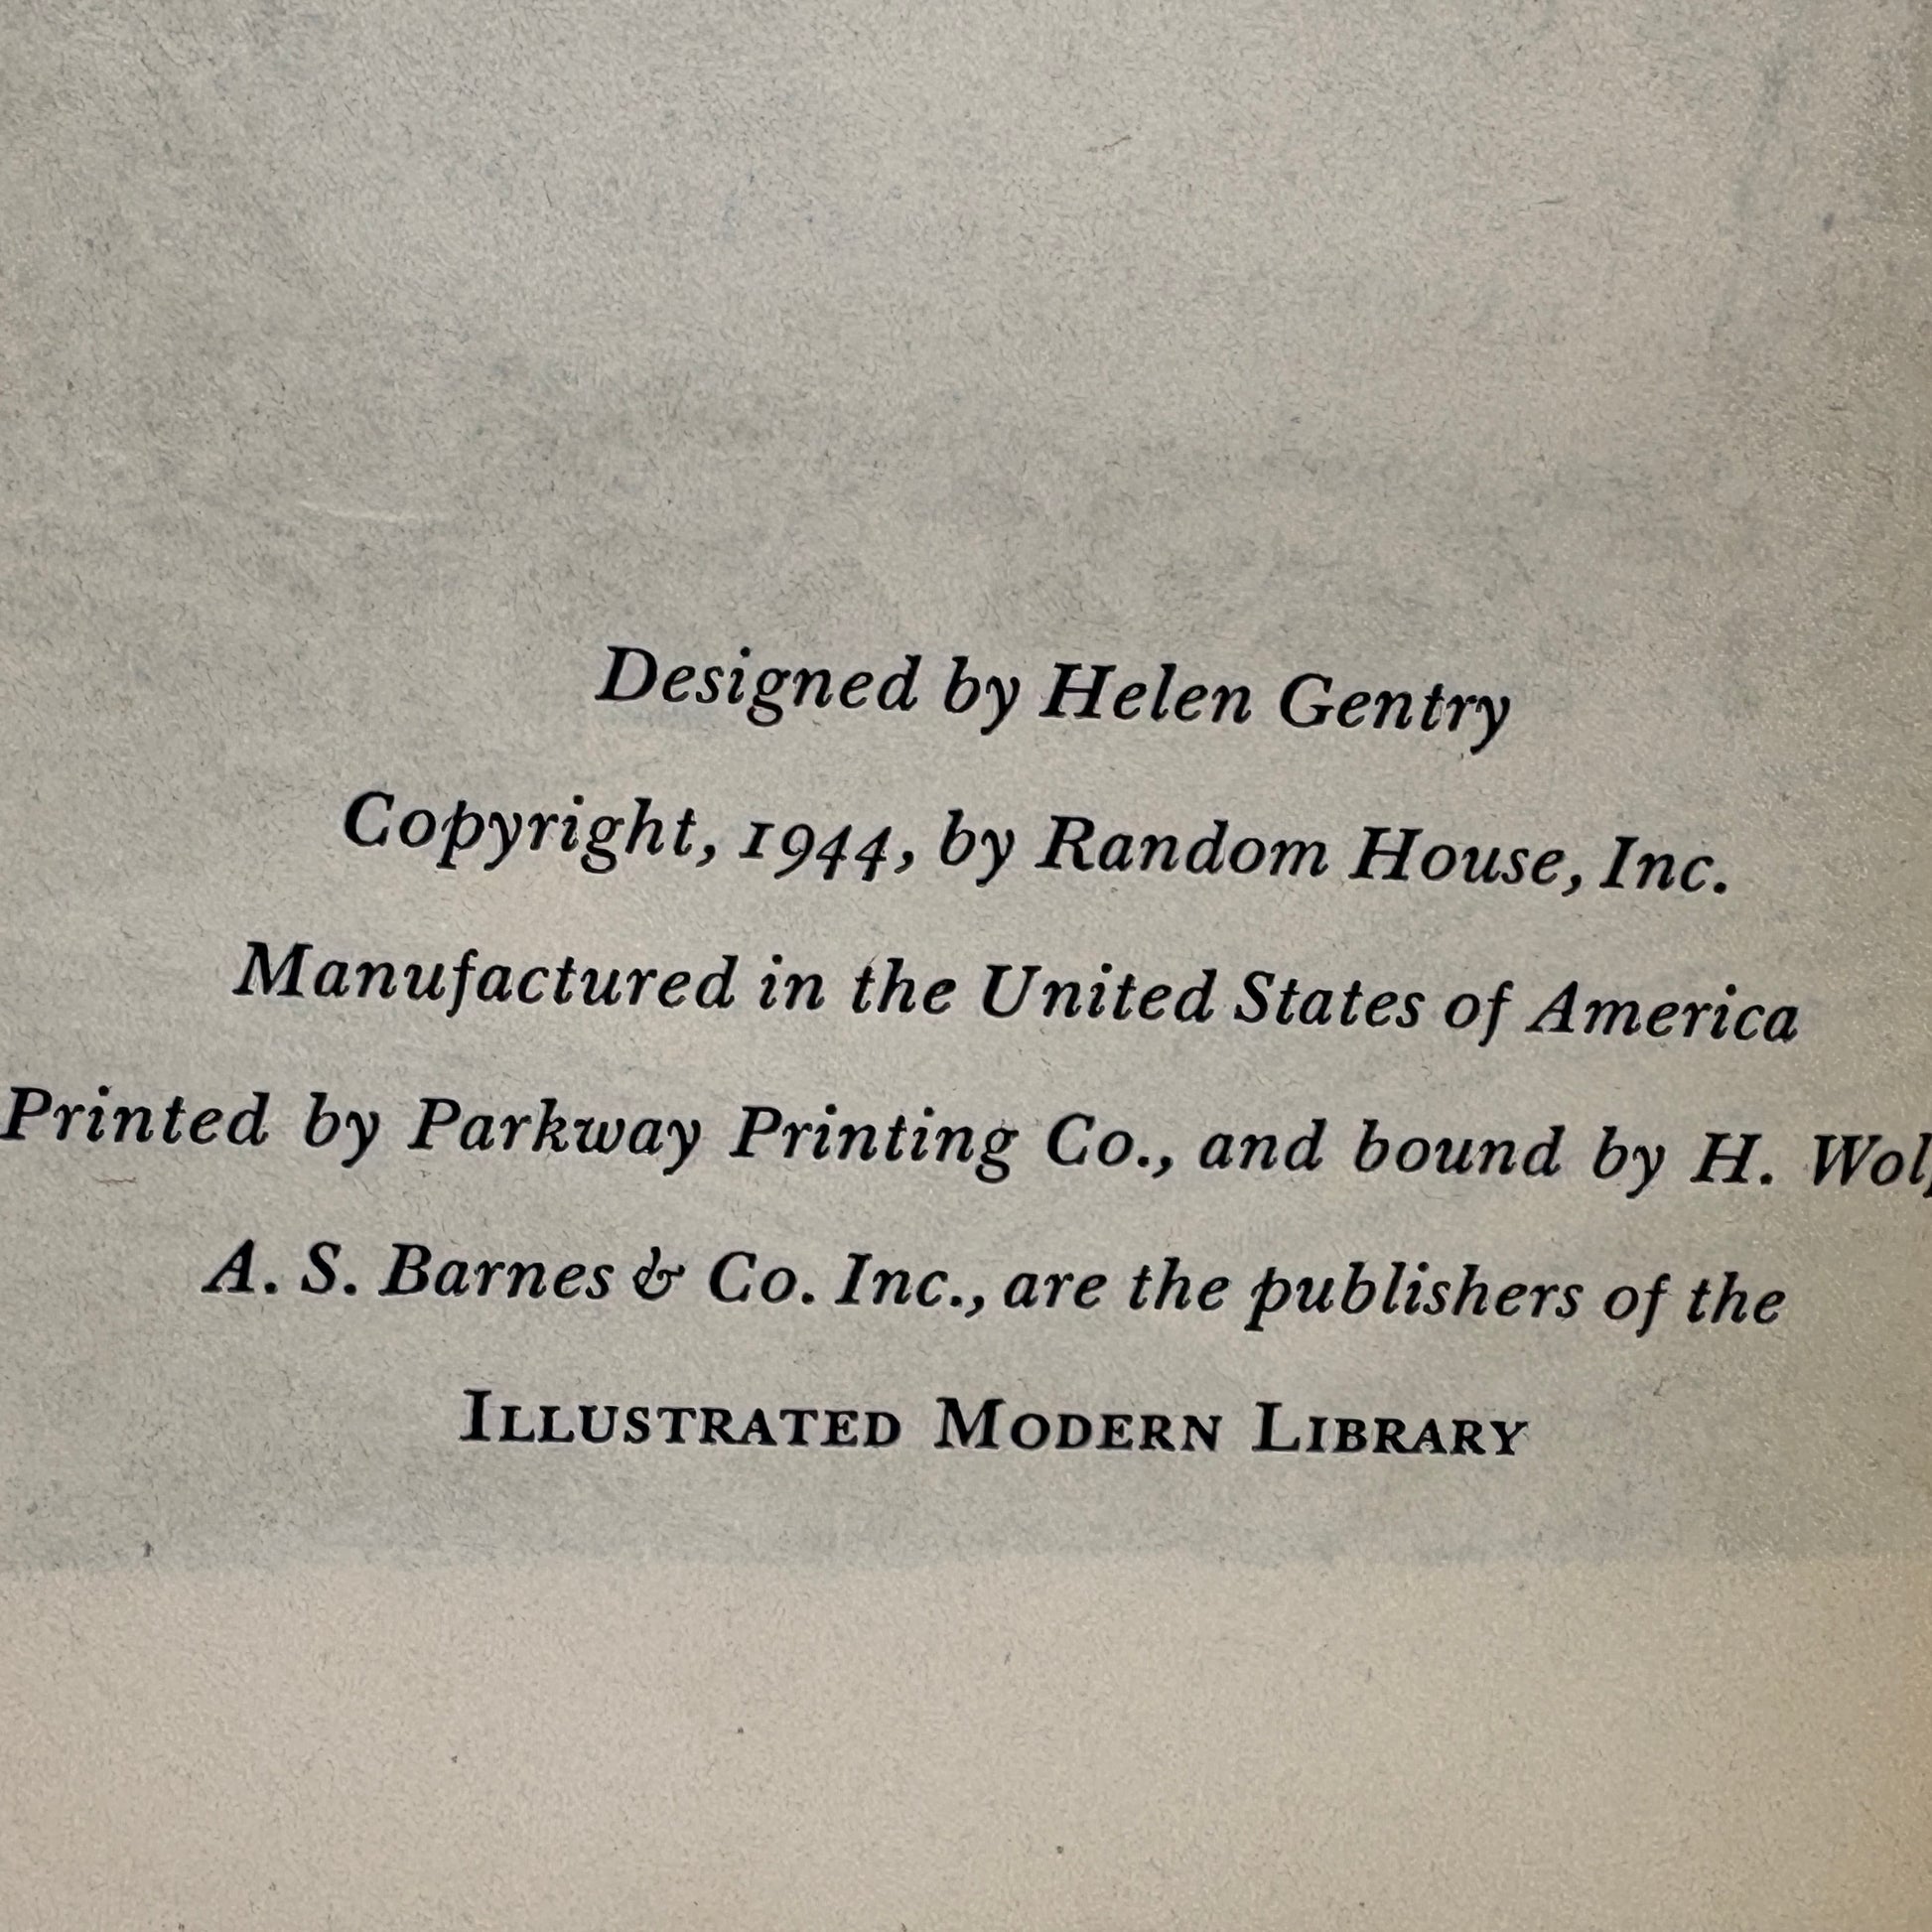 Designed by Helen Gentry
Copyright, 1944, by Random House, Inc.
Manufactured in the United States of America
Printed by Parkway Printing Co., and bound by H.
A. S. Barnes & Co. Inc., are the publishers of the
ILLUSTRATED MODERN LIBRARY